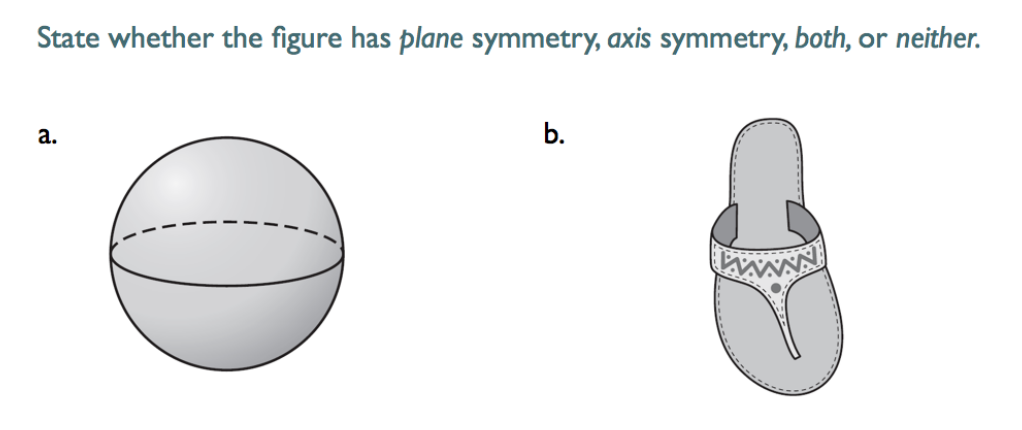 State whether the figure has plane symmetry, axis symmetry, both, or neither.
a.
b.